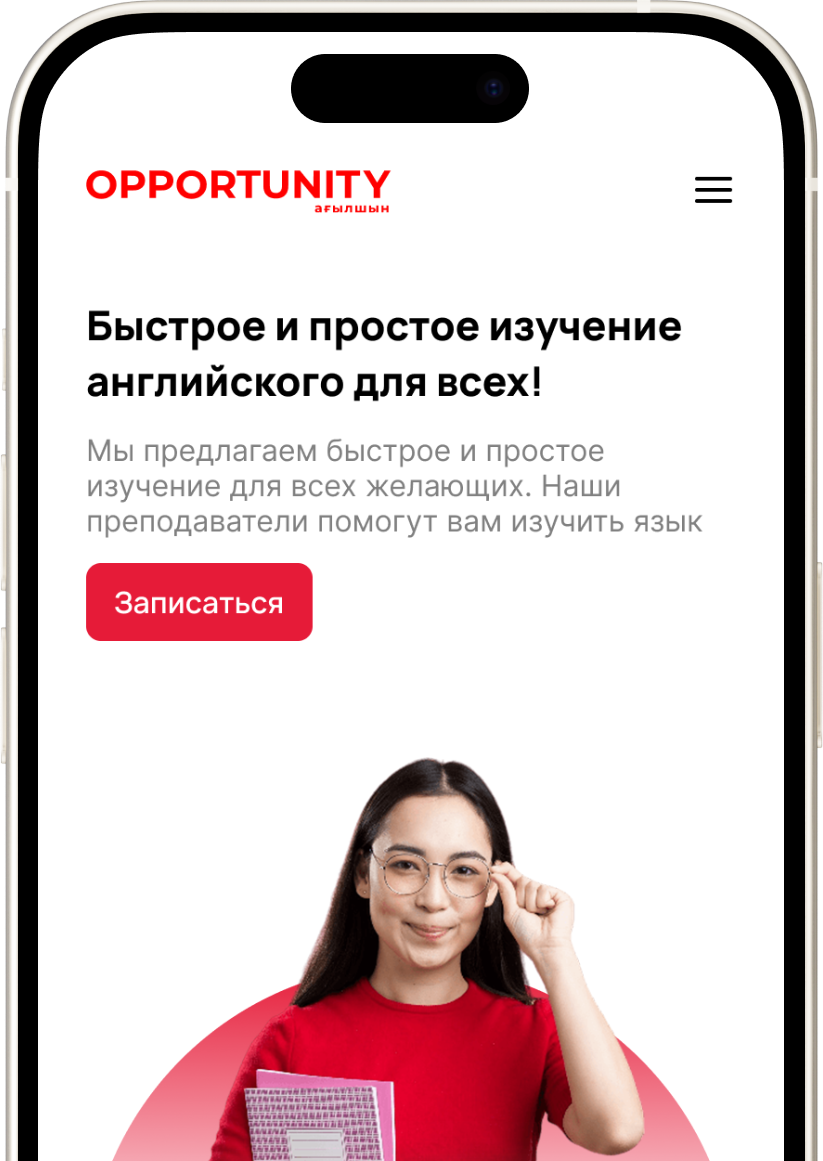 OPPORTUNITY
ағылшын
Быстрое и простое изучение
английского для всех!
Мы предлагаем быстрое и простое
изучение для всех желающих. Наши
преподаватели помогут вам изучить язык
Записаться